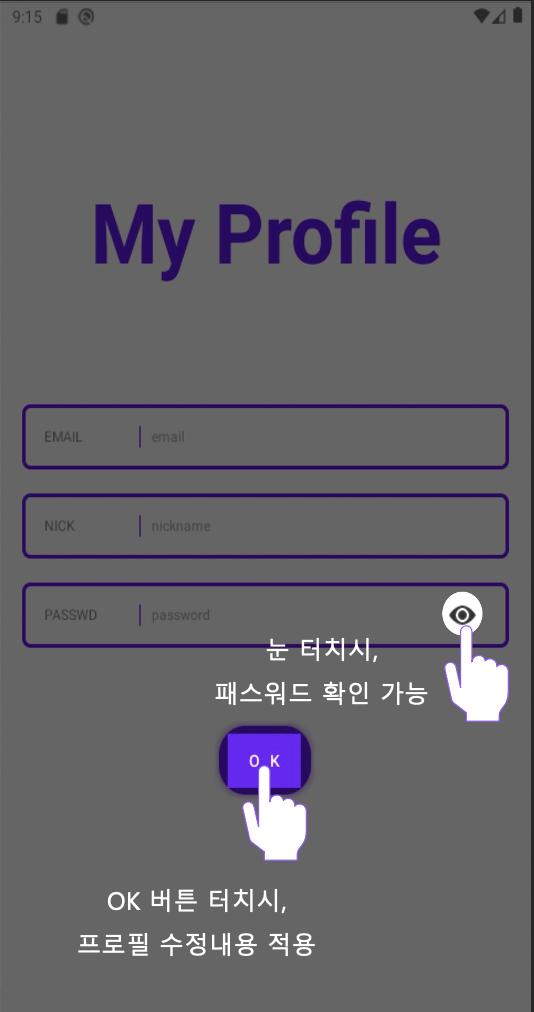 9:15
My Profile
EMAIL email
NICK nickname
PASSWD password
눈 터치시,
패스워드 확인 가능
O K
OK 버튼 터치시,
프로필 수정내용 적용